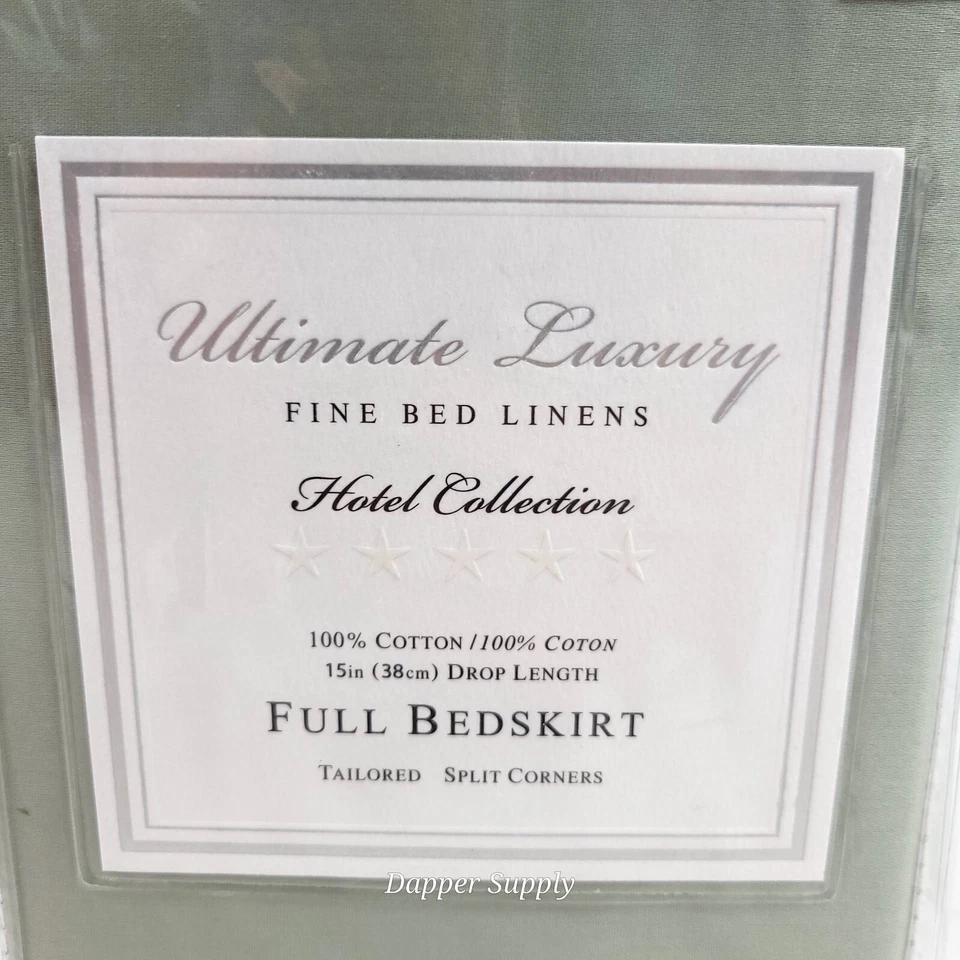 Ultimate Luxury
FINE BED LINENS
Hotel Collection
100% COTTON / 100% COTON
15in (38cm) DROP LENGTH
FULL BEDSKIRT
TAILORED SPLIT CORNERS
Dapper Supply